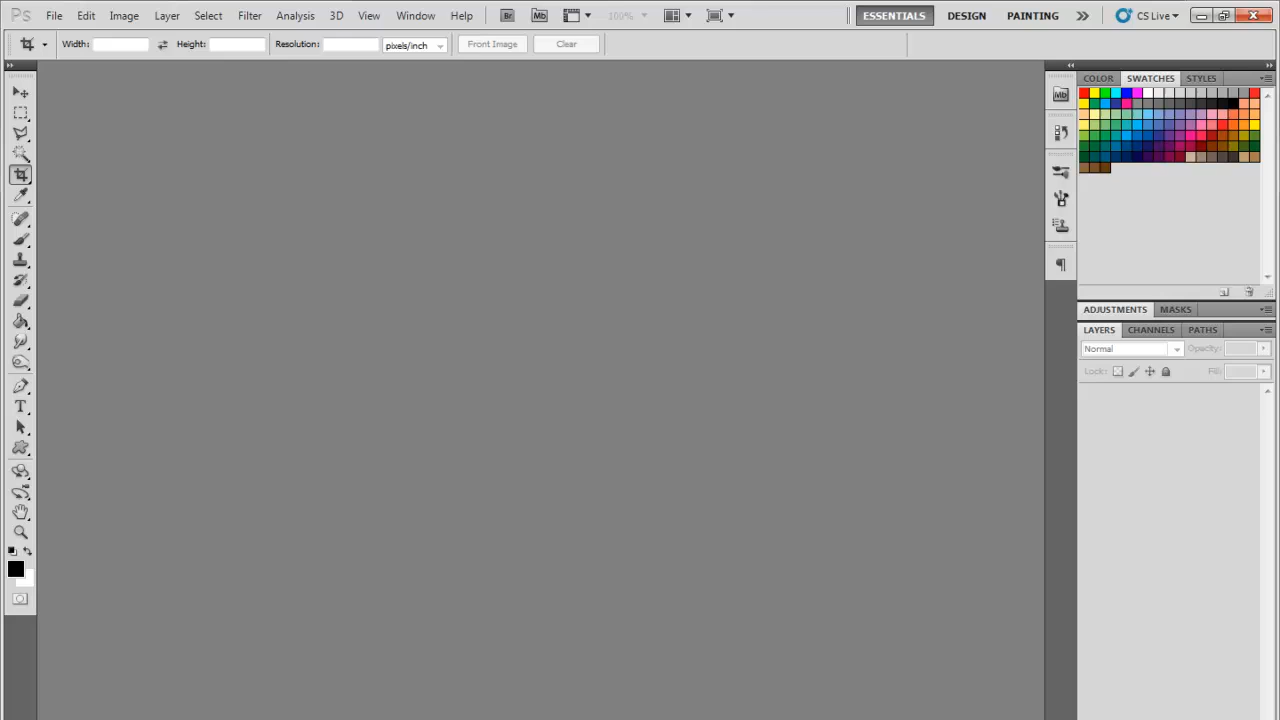 Ps File Edit Image Layer Select Filter Analysis 3D View Window Help Br Mb 100% ESSENTIALS DESIGN PAINTING CS Live
Width: Height: Resolution: pixels/inch Front Image Clear
COLOR SWATCHES STYLES
Mb
ADJUSTMENTS MASKS
LAYERS CHANNELS PATHS
Normal Opacity:
Lock: Fill:
T